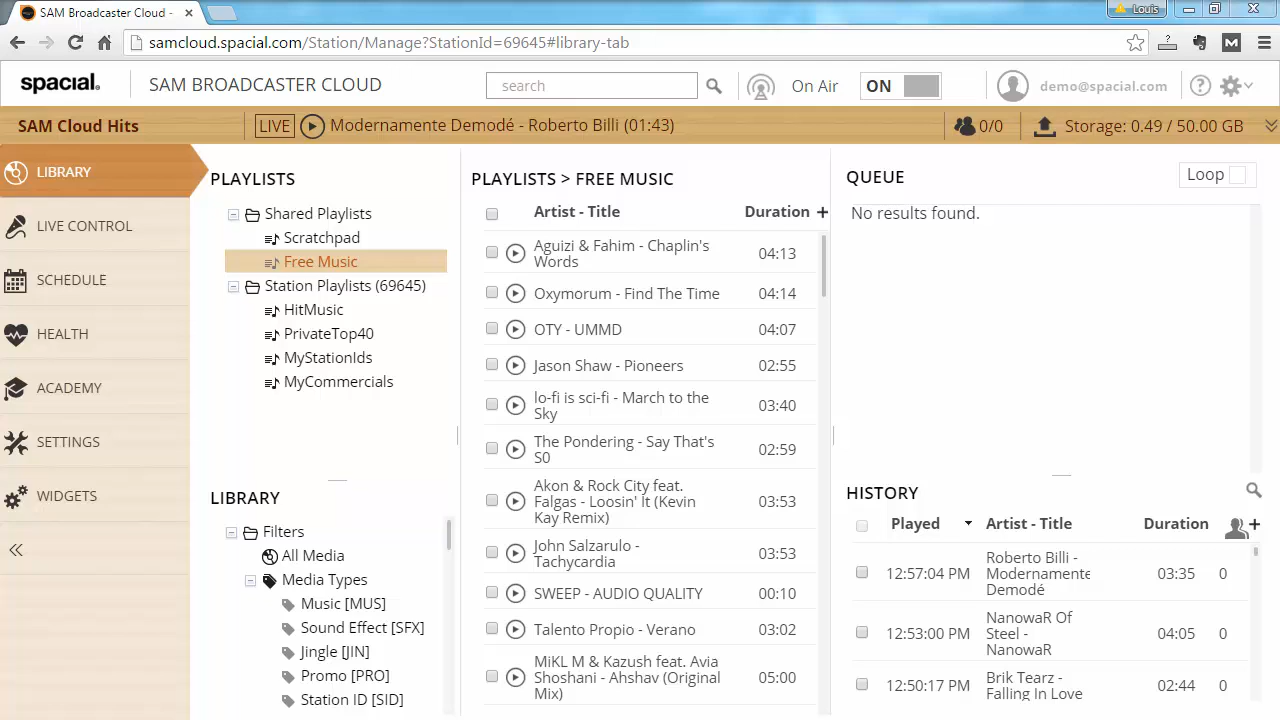 SAM Broadcaster Cloud -
Louis
samcloud.spacial.com/Station/Manage?StationId=69645#library-tab
spacial.
SAM BROADCASTER CLOUD
search
On Air
ON
demo@spacial.com
SAM Cloud Hits
LIVE
Modernamente Demodé - Roberto Billi (01:43)
0/0
Storage: 0.49 / 50.00 GB
LIBRARY
LIVE CONTROL
SCHEDULE
HEALTH
ACADEMY
SETTINGS
WIDGETS
PLAYLISTS
Shared Playlists
Scratchpad
Free Music
Station Playlists (69645)
HitMusic
PrivateTop40
MyStationIds
MyCommercials
LIBRARY
Filters
All Media
Media Types
Music [MUS]
Sound Effect [SFX]
Jingle [JIN]
Promo [PRO]
Station ID [SID]
PLAYLISTS > FREE MUSIC
Artist - Title Duration
Aguizi & Fahim - Chaplin's
Words
04:13
Oxymorum - Find The Time 04:14
OTY - UMMD 04:07
Jason Shaw - Pioneers 02:55
lo-fi is sci-fi - March to the
Sky
03:40
The Pondering - Say That's
S0
02:59
Akon & Rock City feat.
Falgas - Loosin' It (Kevin
Kay Remix)
03:53
John Salzarulo -
Tachycardia
03:53
SWEEP - AUDIO QUALITY 00:10
Talento Propio - Verano 03:02
MiKL M & Kazush feat. Avia
Shoshani - Ahshav (Original
Mix)
05:00
QUEUE
Loop
No results found.
HISTORY
Played Artist - Title Duration
12:57:04 PM
Roberto Billi -
Modernamente
Demodé
03:35 0
12:53:00 PM
NanowaR Of
Steel -
NanowaR
04:05 0
12:50:17 PM
Brik Tearz -
Falling In Love
02:44 0